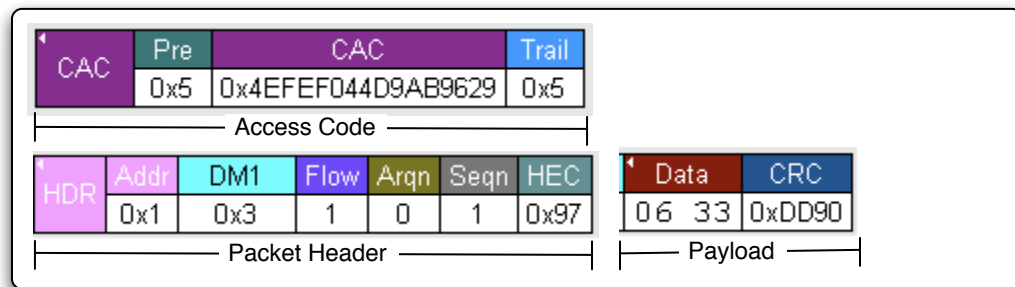 CAC Pre CAC Trail
0x5 0x4EFEF044D9AB9629 0x5
Access Code
HDR Addr DM1 Flow Arqn Seqn HEC Data CRC
0x1 0x3 1 0 1 0x97 06 33 0xDD90
Packet Header Payload